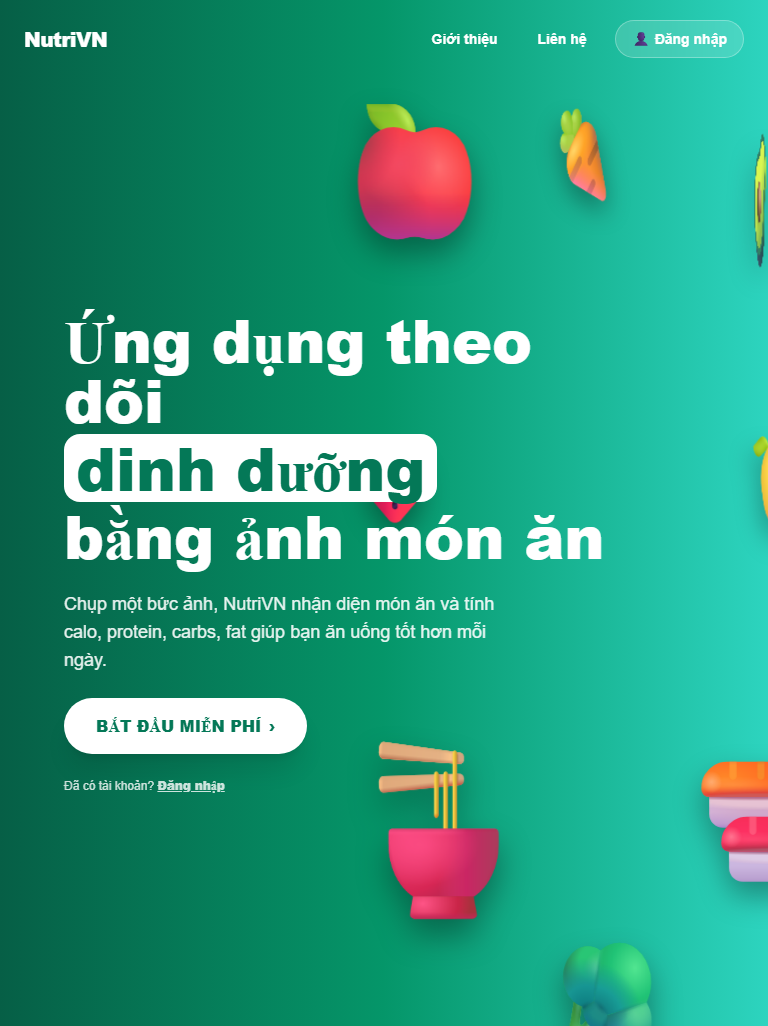 NutriVN
Giới thiệu
Liên hệ
Đăng nhập
Ứng dụng theo
dõi
dinh dưỡng
bằng ảnh món ăn
Chụp một bức ảnh, NutriVN nhận diện món ăn và tính
calo, protein, carbs, fat giúp bạn ăn uống tốt hơn mỗi
ngày.
BẮT ĐẦU MIỄN PHÍ ›
Đã có tài khoản? Đăng nhập